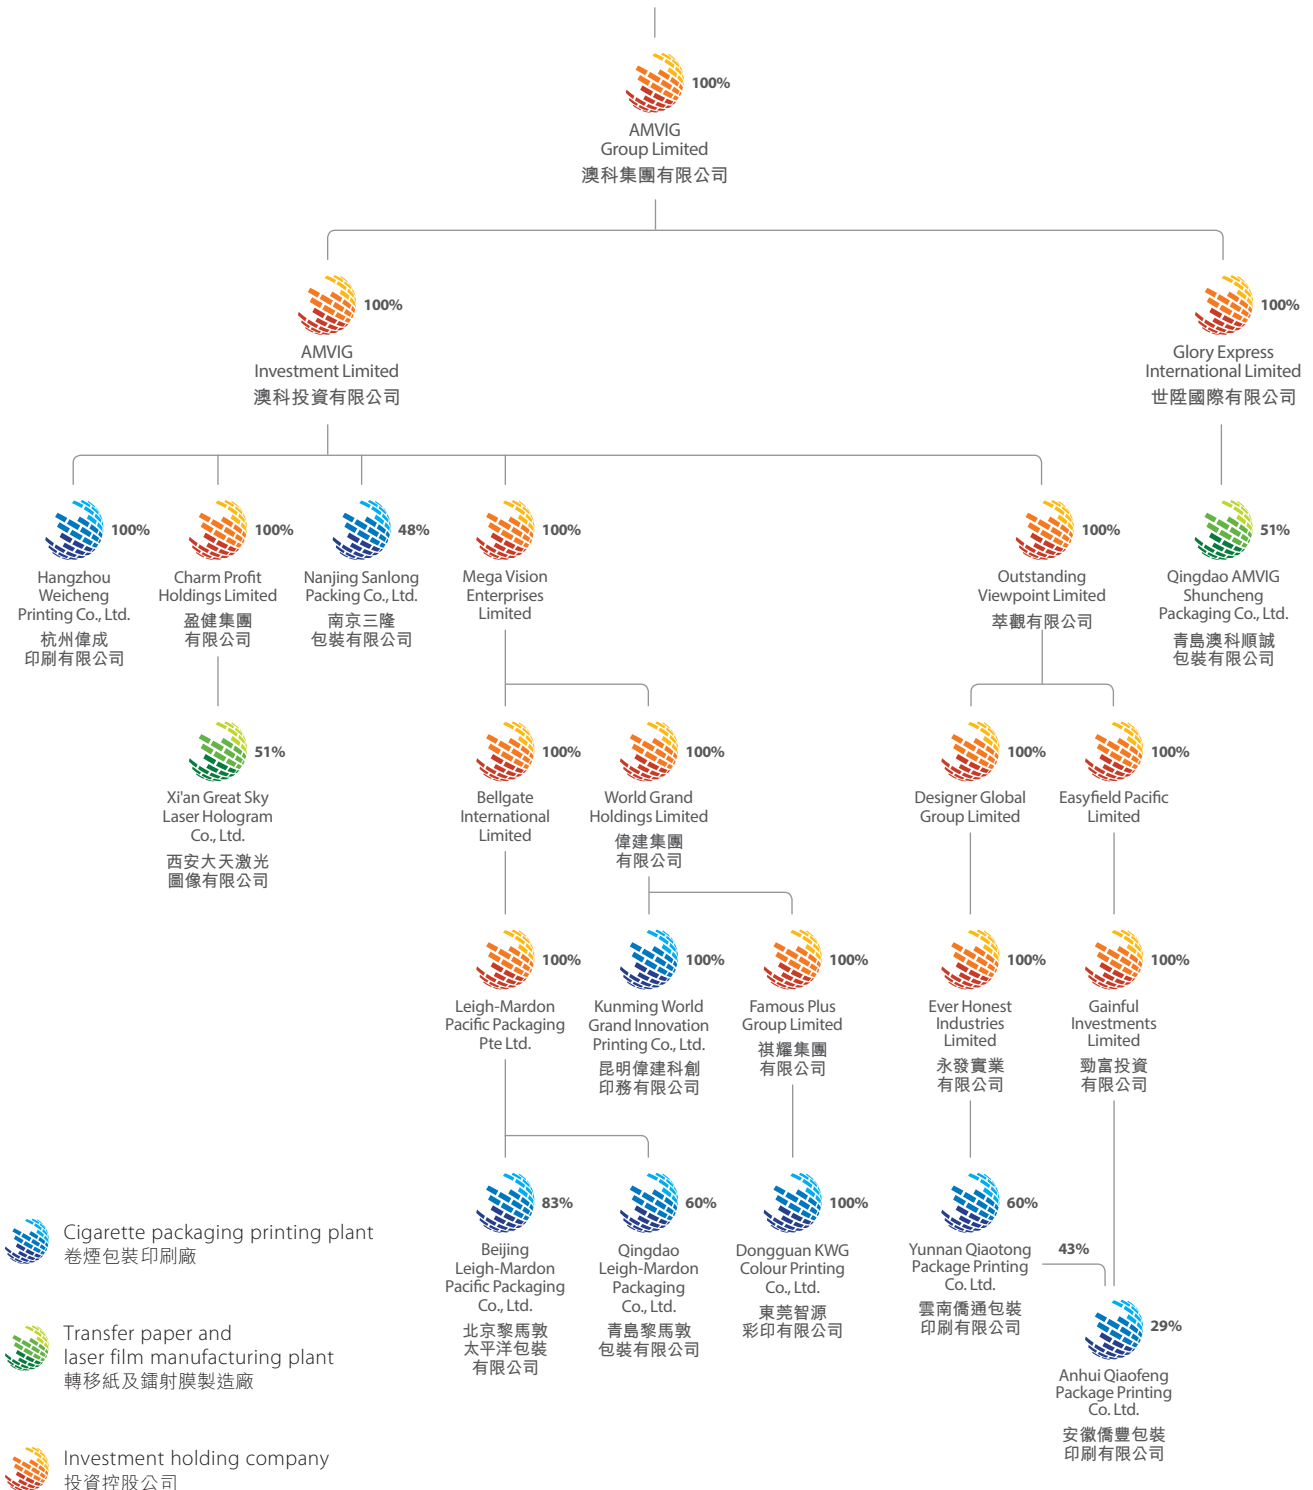 100%
AMVIG
Group Limited
澳科集團有限公司
100%
AMVIG
Investment Limited
澳科投資有限公司
100%
Glory Express
International Limited
世陞國際有限公司
100%
Hangzhou
Weicheng
Printing Co., Ltd.
杭州偉成
印刷有限公司
100%
Charm Profit
Holdings Limited
盈健集團
有限公司
48%
Nanjing Sanlong
Packing Co., Ltd.
南京三隆
包裝有限公司
100%
Mega Vision
Enterprises
Limited
100%
Outstanding
Viewpoint Limited
萃觀有限公司
51%
Qingdao AMVIG
Shuncheng
Packaging Co., Ltd.
青島澳科順誠
包裝有限公司
51%
Xi'an Great Sky
Laser Hologram
Co., Ltd.
西安大天激光
圖像有限公司
100%
Bellgate
International
Limited
100%
World Grand
Holdings Limited
偉建集團
有限公司
100%
Designer Global
Group Limited
100%
Easyfield Pacific
Limited
100%
Leigh-Mardon
Pacific Packaging
Pte Ltd.
100%
Kunming World
Grand Innovation
Printing Co., Ltd.
昆明偉建科創
印務有限公司
100%
Famous Plus
Group Limited
祺耀集團
有限公司
100%
Ever Honest
Industries
Limited
永發實業
有限公司
100%
Gainful
Investments
Limited
勁富投資
有限公司
83%
Beijing
Leigh-Mardon
Pacific Packaging
Co., Ltd.
北京黎馬敦
太平洋包裝
有限公司
60%
Qingdao
Leigh-Mardon
Packaging
Co., Ltd.
青島黎馬敦
包裝有限公司
100%
Dongguan KWG
Colour Printing
Co., Ltd.
東莞智源
彩印有限公司
60%
Yunnan Qiaotong
Package Printing
Co. Ltd.
雲南僑通包裝
印刷有限公司
43%
29%
Anhui Qiaofeng
Package Printing
Co. Ltd.
安徽僑豐包裝
印刷有限公司
Cigarette packaging printing plant
卷煙包裝印刷廠
Transfer paper and
laser film manufacturing plant
轉移紙及鐳射膜製造廠
Investment holding company
投資控股公司